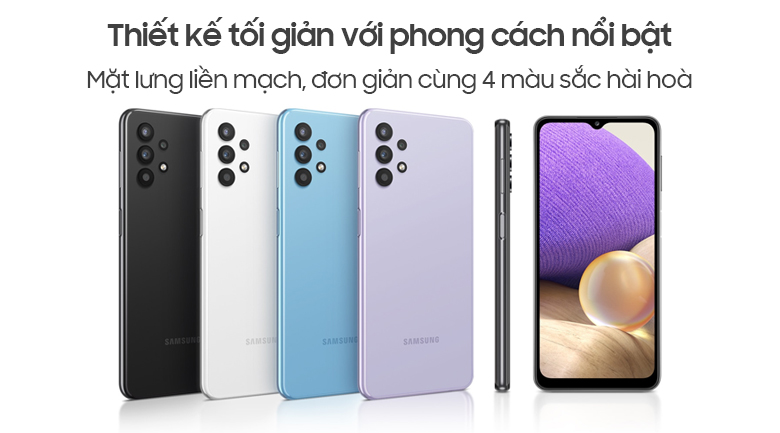 Thiết kế tối giản với phong cách nổi bật
Mặt lưng liền mạch, đơn giản cùng 4 màu sắc hài hoà
SAMSUNG
SAMSUNG
SAMSUNG
SAMSUNG